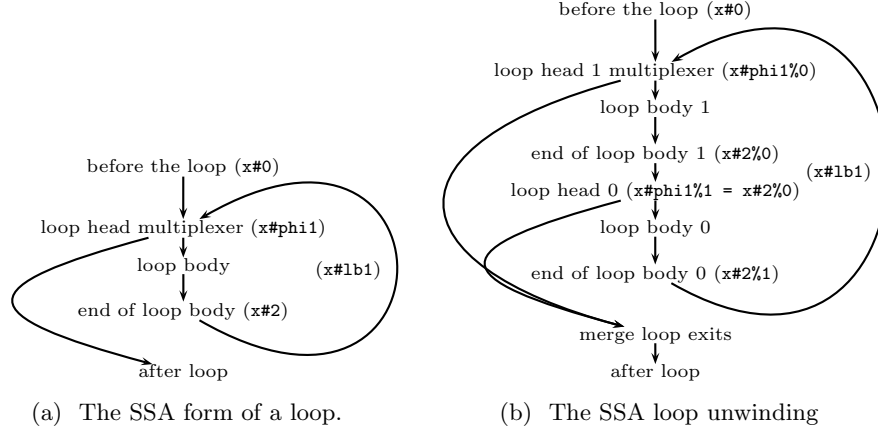 before the loop (x#0)
loop head multiplexer (x#phi1)
loop body
(x#lb1)
end of loop body (x#2)
after loop
(a) The SSA form of a loop.
before the loop (x#0)
loop head 1 multiplexer (x#phi1%0)
loop body 1
end of loop body 1 (x#2%0)
(x#lb1)
loop head 0 (x#phi1%1 = x#2%0)
loop body 0
end of loop body 0 (x#2%1)
merge loop exits
after loop
(b) The SSA loop unwinding